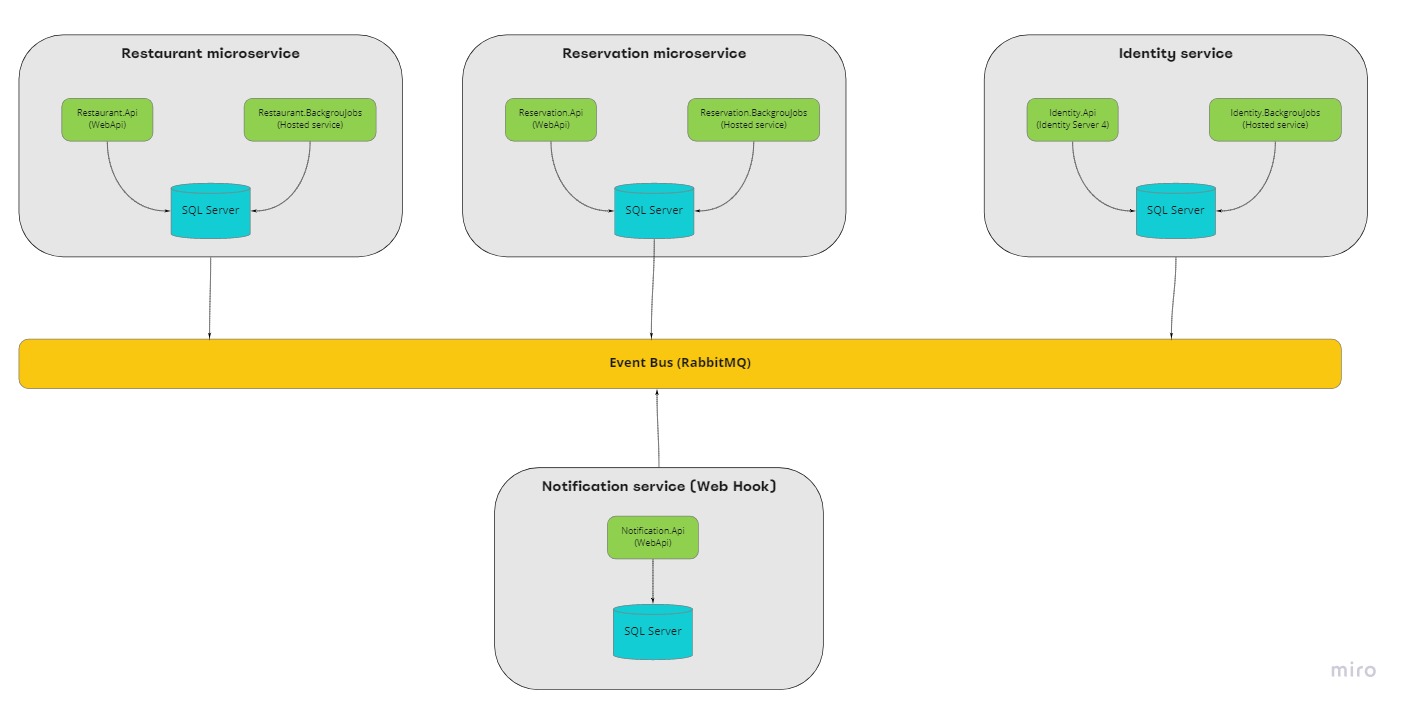 Restaurant microservice
Restaurant.Api
(WebApi)
Restaurant.BackgrouJobs
(Hosted service)
SQL Server
Reservation microservice
Reservation.Api
(WebApi)
Reservation.BackgrouJobs
(Hosted service)
SQL Server
Identity service
Identity.Api
(Identity Server 4)
Identity.BackgrouJobs
(Hosted service)
SQL Server
Event Bus (RabbitMQ)
Notification service (Web Hook)
Notification.Api
(WebApi)
SQL Server
miro